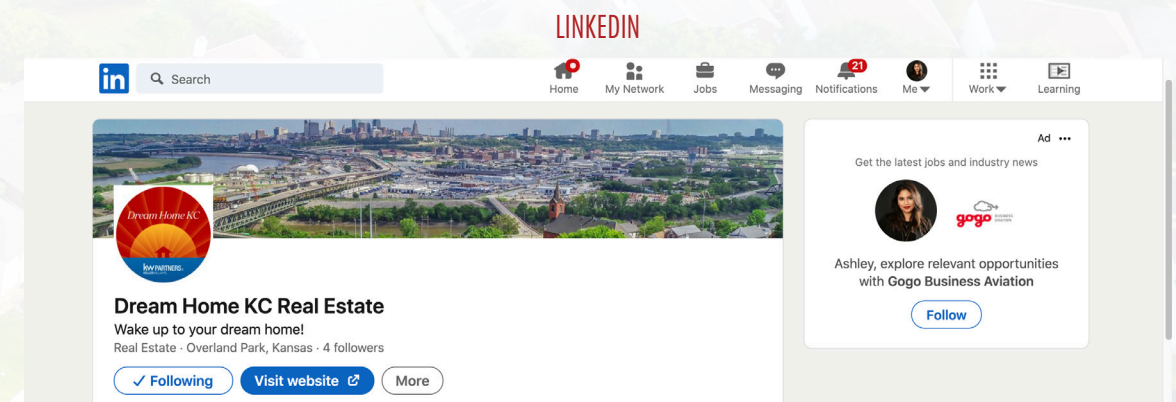 LINKEDIN
in
Search
Home
My Network
Jobs
Messaging
21
Notifications
Me
Work
Learning
Dream Home KC
kw PARTNERS.
Dream Home KC Real Estate
Wake up to your dream home!
Real Estate · Overland Park, Kansas · 4 followers
✓ Following
Visit website
More
Ad •••
Get the latest jobs and industry news
gogo BUSINESS AVIATION
Ashley, explore relevant opportunities
with Gogo Business Aviation
Follow